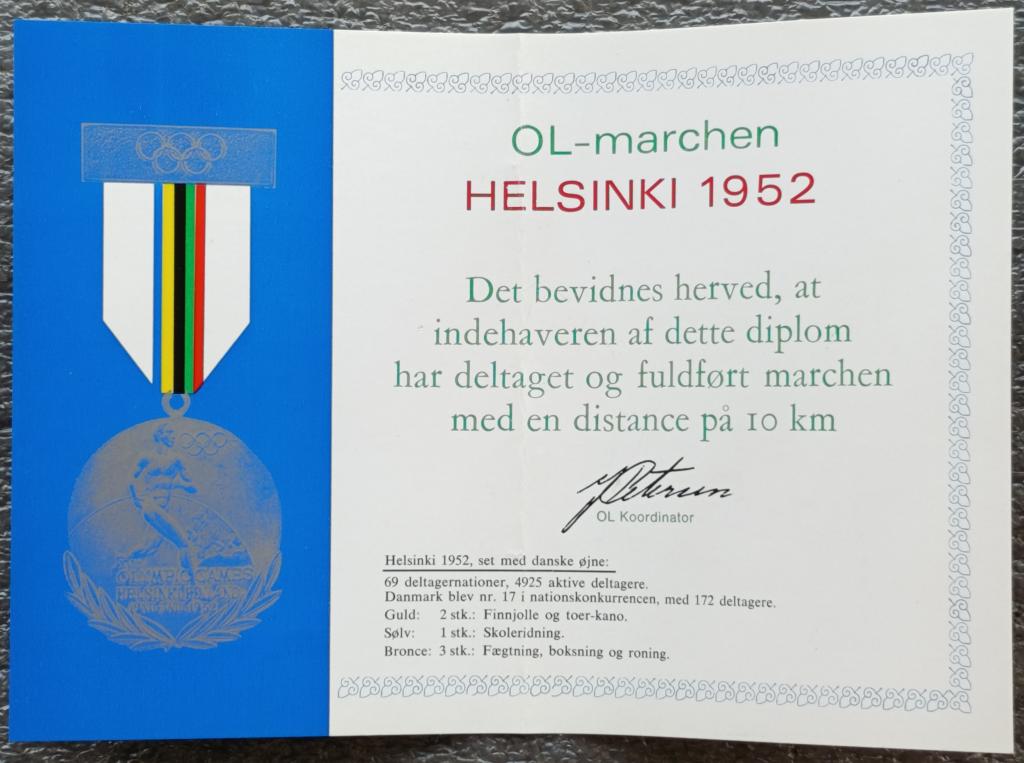 OL-marchen
HELSINKI 1952
Det bevidnes herved, at
indehaveren af dette diplom
har deltaget og fuldført marchen
med en distance på 10 km
Petersen
OL Koordinator
Helsinki 1952, set med danske øjne:
69 deltagernationer, 4925 aktive deltagere.
Danmark blev nr. 17 i nationskonkurrencen, med 172 deltagere.
Guld: 2 stk.: Finnjolle og toer-kano.
Sølv: 1 stk.: Skoleridning.
Bronce: 3 stk.: Fægtning, boksning og roning.
OLYMPIC GAMES